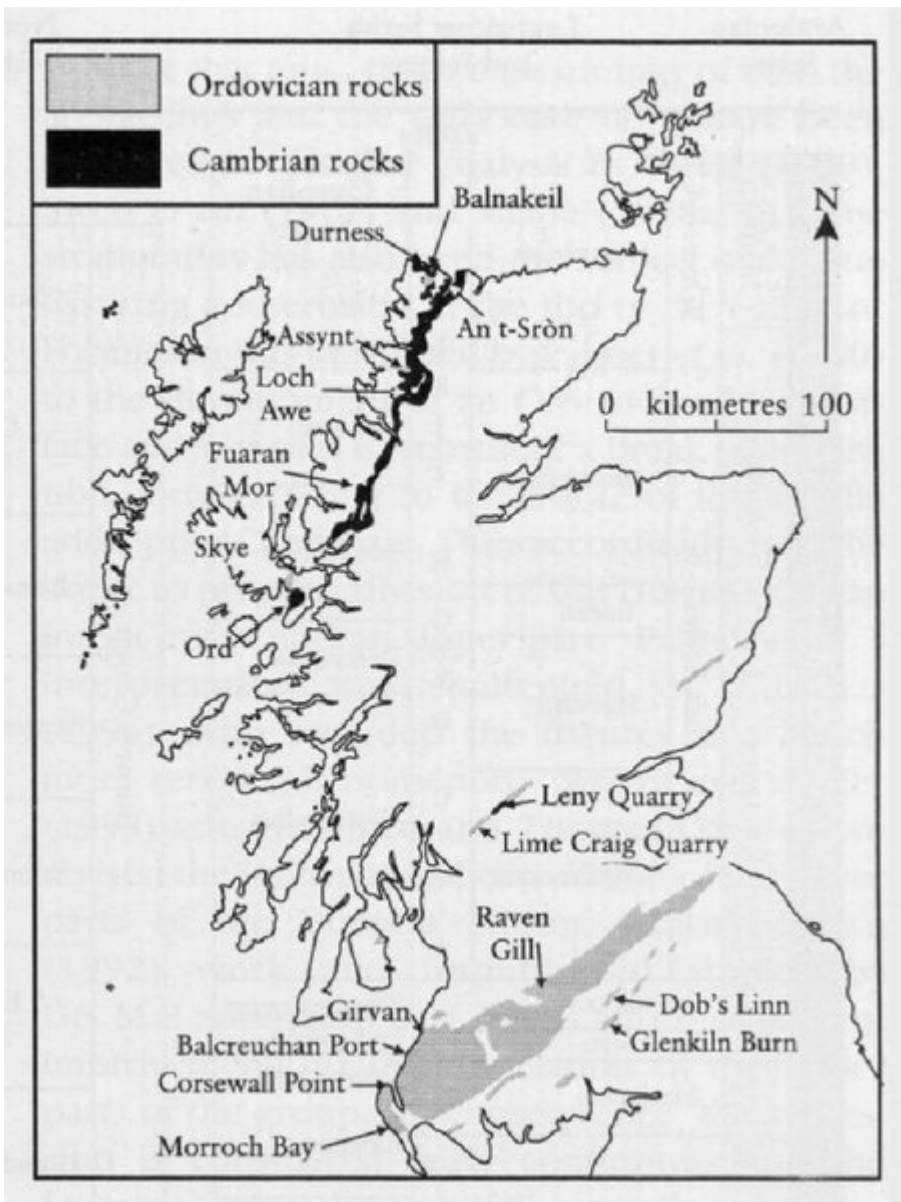 Ordovician rocks
Cambrian rocks
Balnakeil
Durness
N
An t-Sròn
Assynt
Loch
Awe
0 kilometres 100
Fuaran
Mor
Skye
Ord
Leny Quarry
Lime Craig Quarry
Raven
Gill
Girvan
Dob's Linn
Balcreuchan Port
Glenkiln Burn
Corsewall Point
Morroch Bay